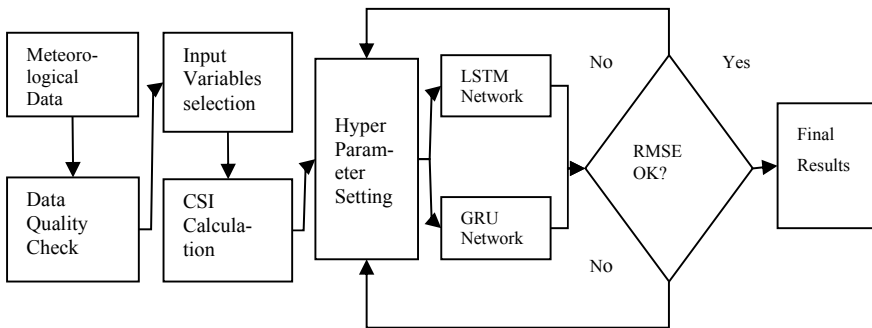 Meteoro-
logical
Data
Data
Quality
Check
Input
Variables
selection
CSI
Calcula-
tion
Hyper
Param-
eter
Setting
LSTM
Network
GRU
Network
No
No
RMSE
OK?
Yes
Final
Results